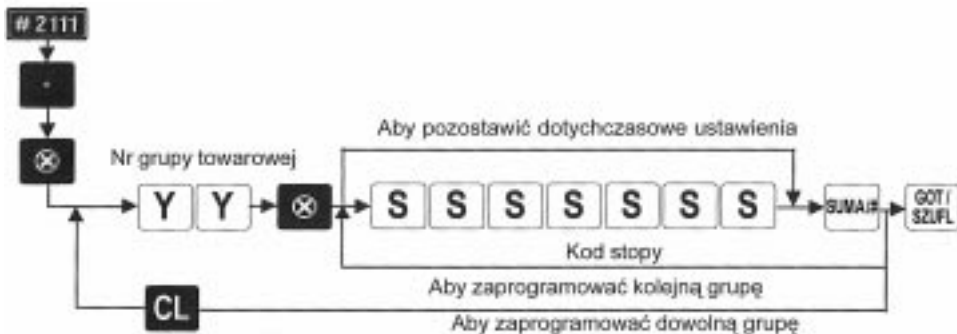 # 2111
.
⊗
Aby pozostawić dotychczasowe ustawienia
Nr grupy towarowej
Y Y ⊗ S S S S S S S SUMA/# GOT/ SZUFL
Kod stopy
Aby zaprogramować kolejną grupę
CL
Aby zaprogramować dowolną grupę